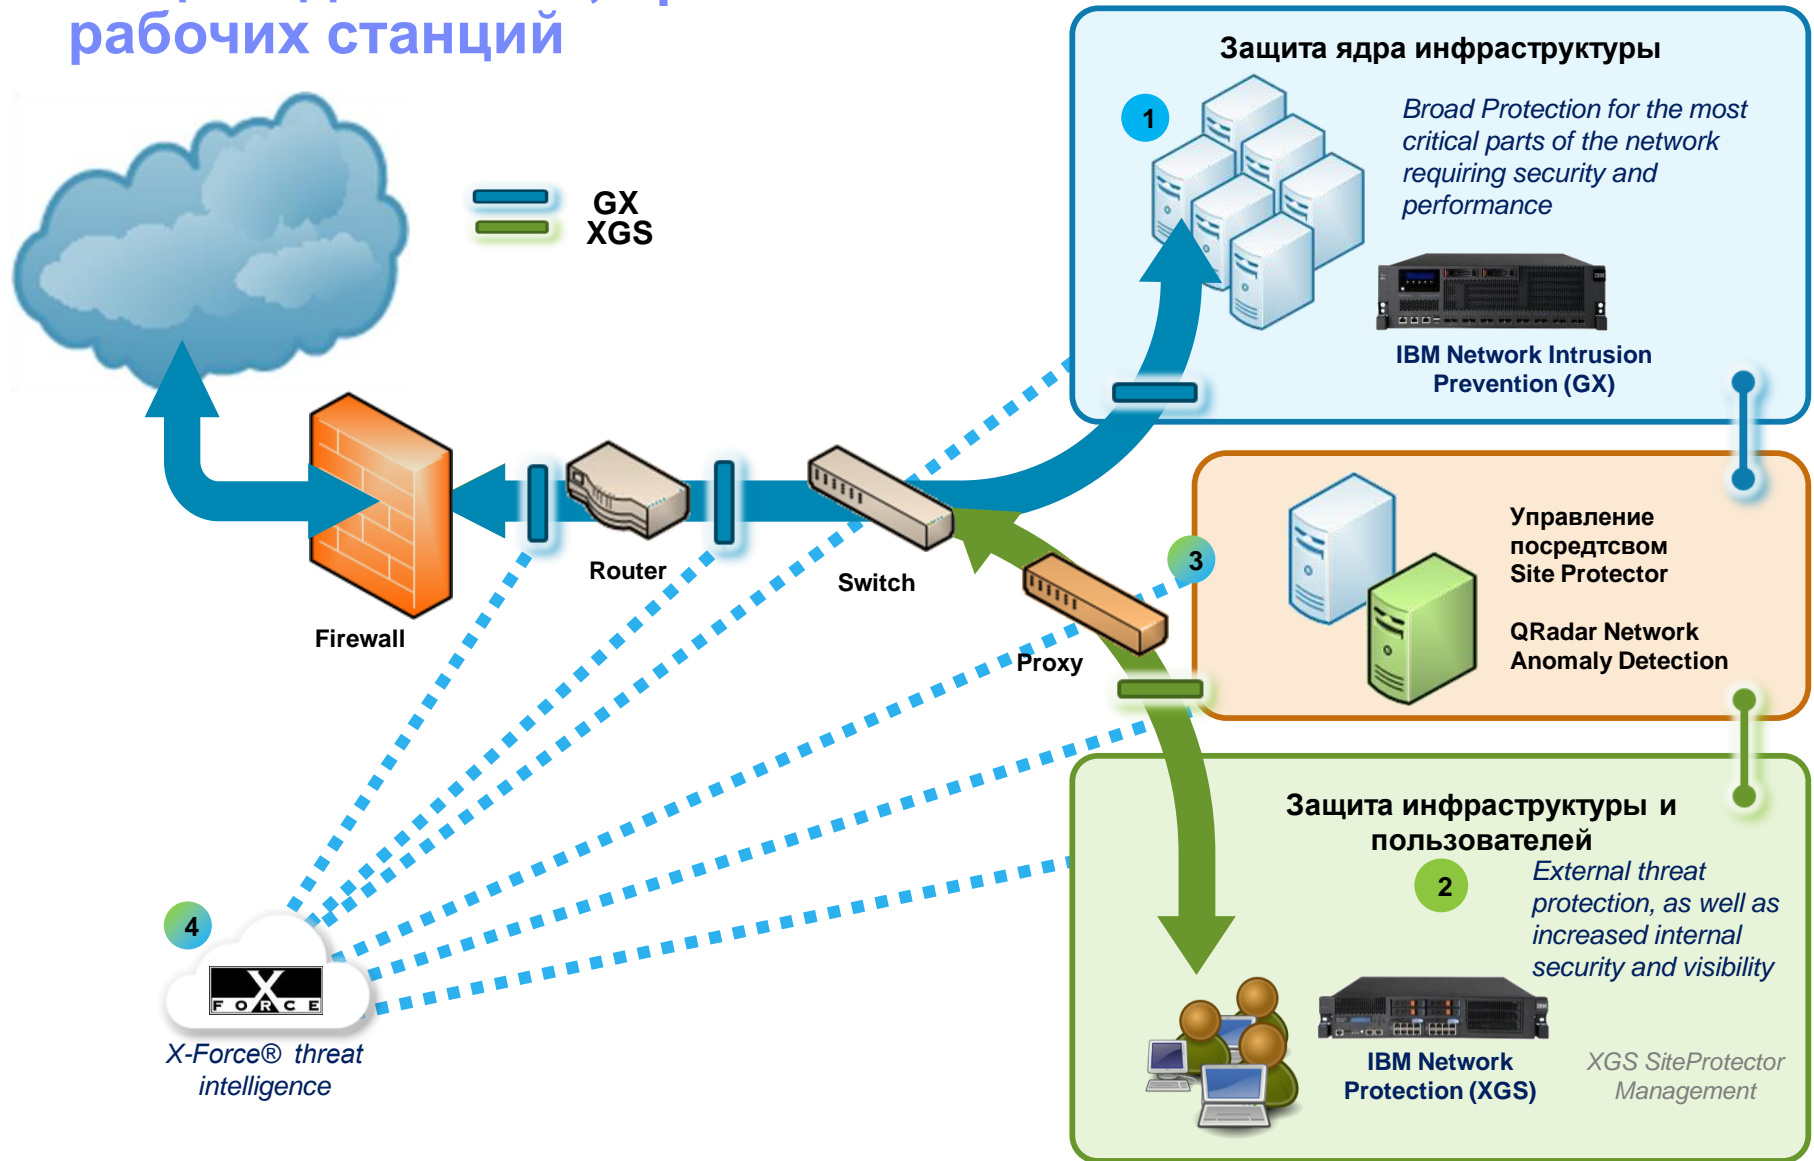 рабочих станций
Защита ядра инфраструктуры
1
Broad Protection for the most
critical parts of the network
requiring security and
performance
GX
XGS
IBM Network Intrusion
Prevention (GX)
Router
Switch
Firewall
Proxy
3
Управление
посредтсвом
Site Protector
QRadar Network
Anomaly Detection
Защита инфраструктуры и
пользователей
2
External threat
protection, as well as
increased internal
security and visibility
4
X
FORCE
X-Force® threat
intelligence
IBM Network
Protection (XGS)
XGS SiteProtector
Management